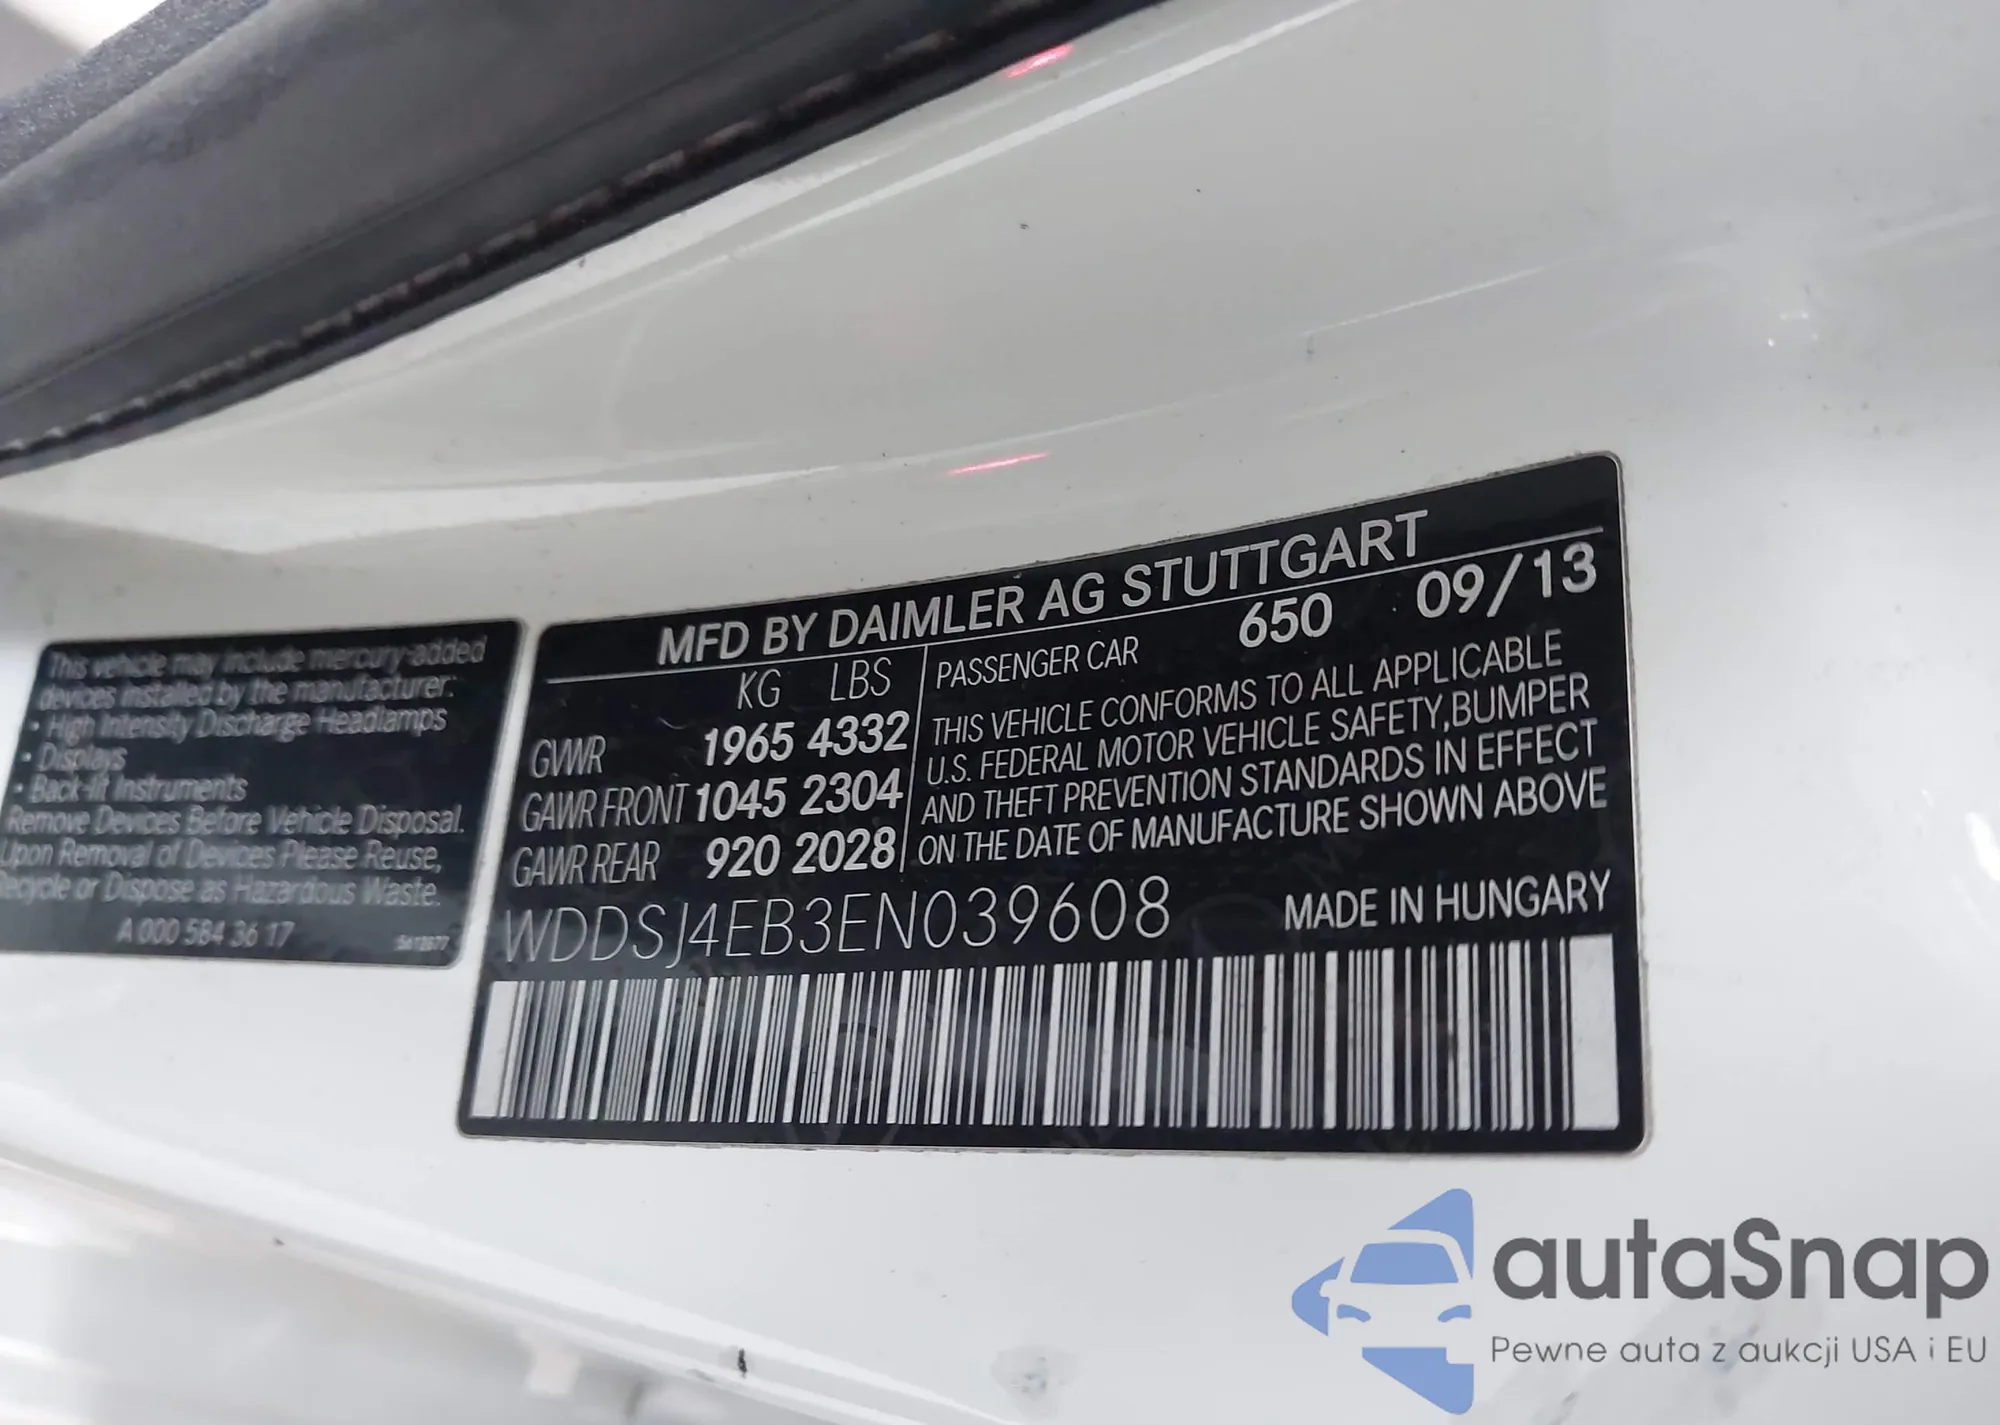 This vehicle may include mercury-added
devices installed by the manufacturer:
· High Intensity Discharge Headlamps
· Displays
· Back-lit Instruments
Remove Devices Before Vehicle Disposal.
Upon Removal of Devices Please Reuse,
Recycle or Dispose as Hazardous Waste.
A 000 584 36 17
MFD BY DAIMLER AG STUTTGART
KG LBS
GVWR 1965 4332
GAWR FRONT 1045 2304
GAWR REAR 920 2028
PASSENGER CAR 650 09/13
THIS VEHICLE CONFORMS TO ALL APPLICABLE
U.S. FEDERAL MOTOR VEHICLE SAFETY,BUMPER
AND THEFT PREVENTION STANDARDS IN EFFECT
ON THE DATE OF MANUFACTURE SHOWN ABOVE
WDDSJ4EB3EN039608 MADE IN HUNGARY
autaSnap
Pewne auta z aukcji USA i EU